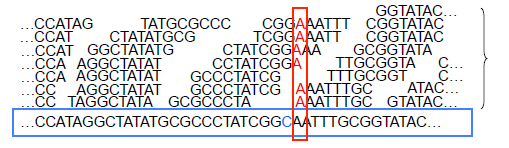 GGTATAC…
…CCATAG TATGCGCCC CGGAAATTT CGGTATAC…
…CCAT CTATATGCG TCGGAAATT CGGTATAC…
…CCAT GGCTATATG CTATCGGAAA GCGGTATA
…CCA AGGCTATAT CCTATCGGA TTGCGGTA C…
…CCA AGGCTATAT GCCCTATCG TTTGCGGT C…
…CC AGGCTATAT GCCCTATCG AAATTTGC ATAC…
…CC TAGGCTATA GCGCCCTA AAATTTGC GTATAC…
…CCATAGGCTATATGCGCCCTATCGGCAATTTGCGGTATAC…